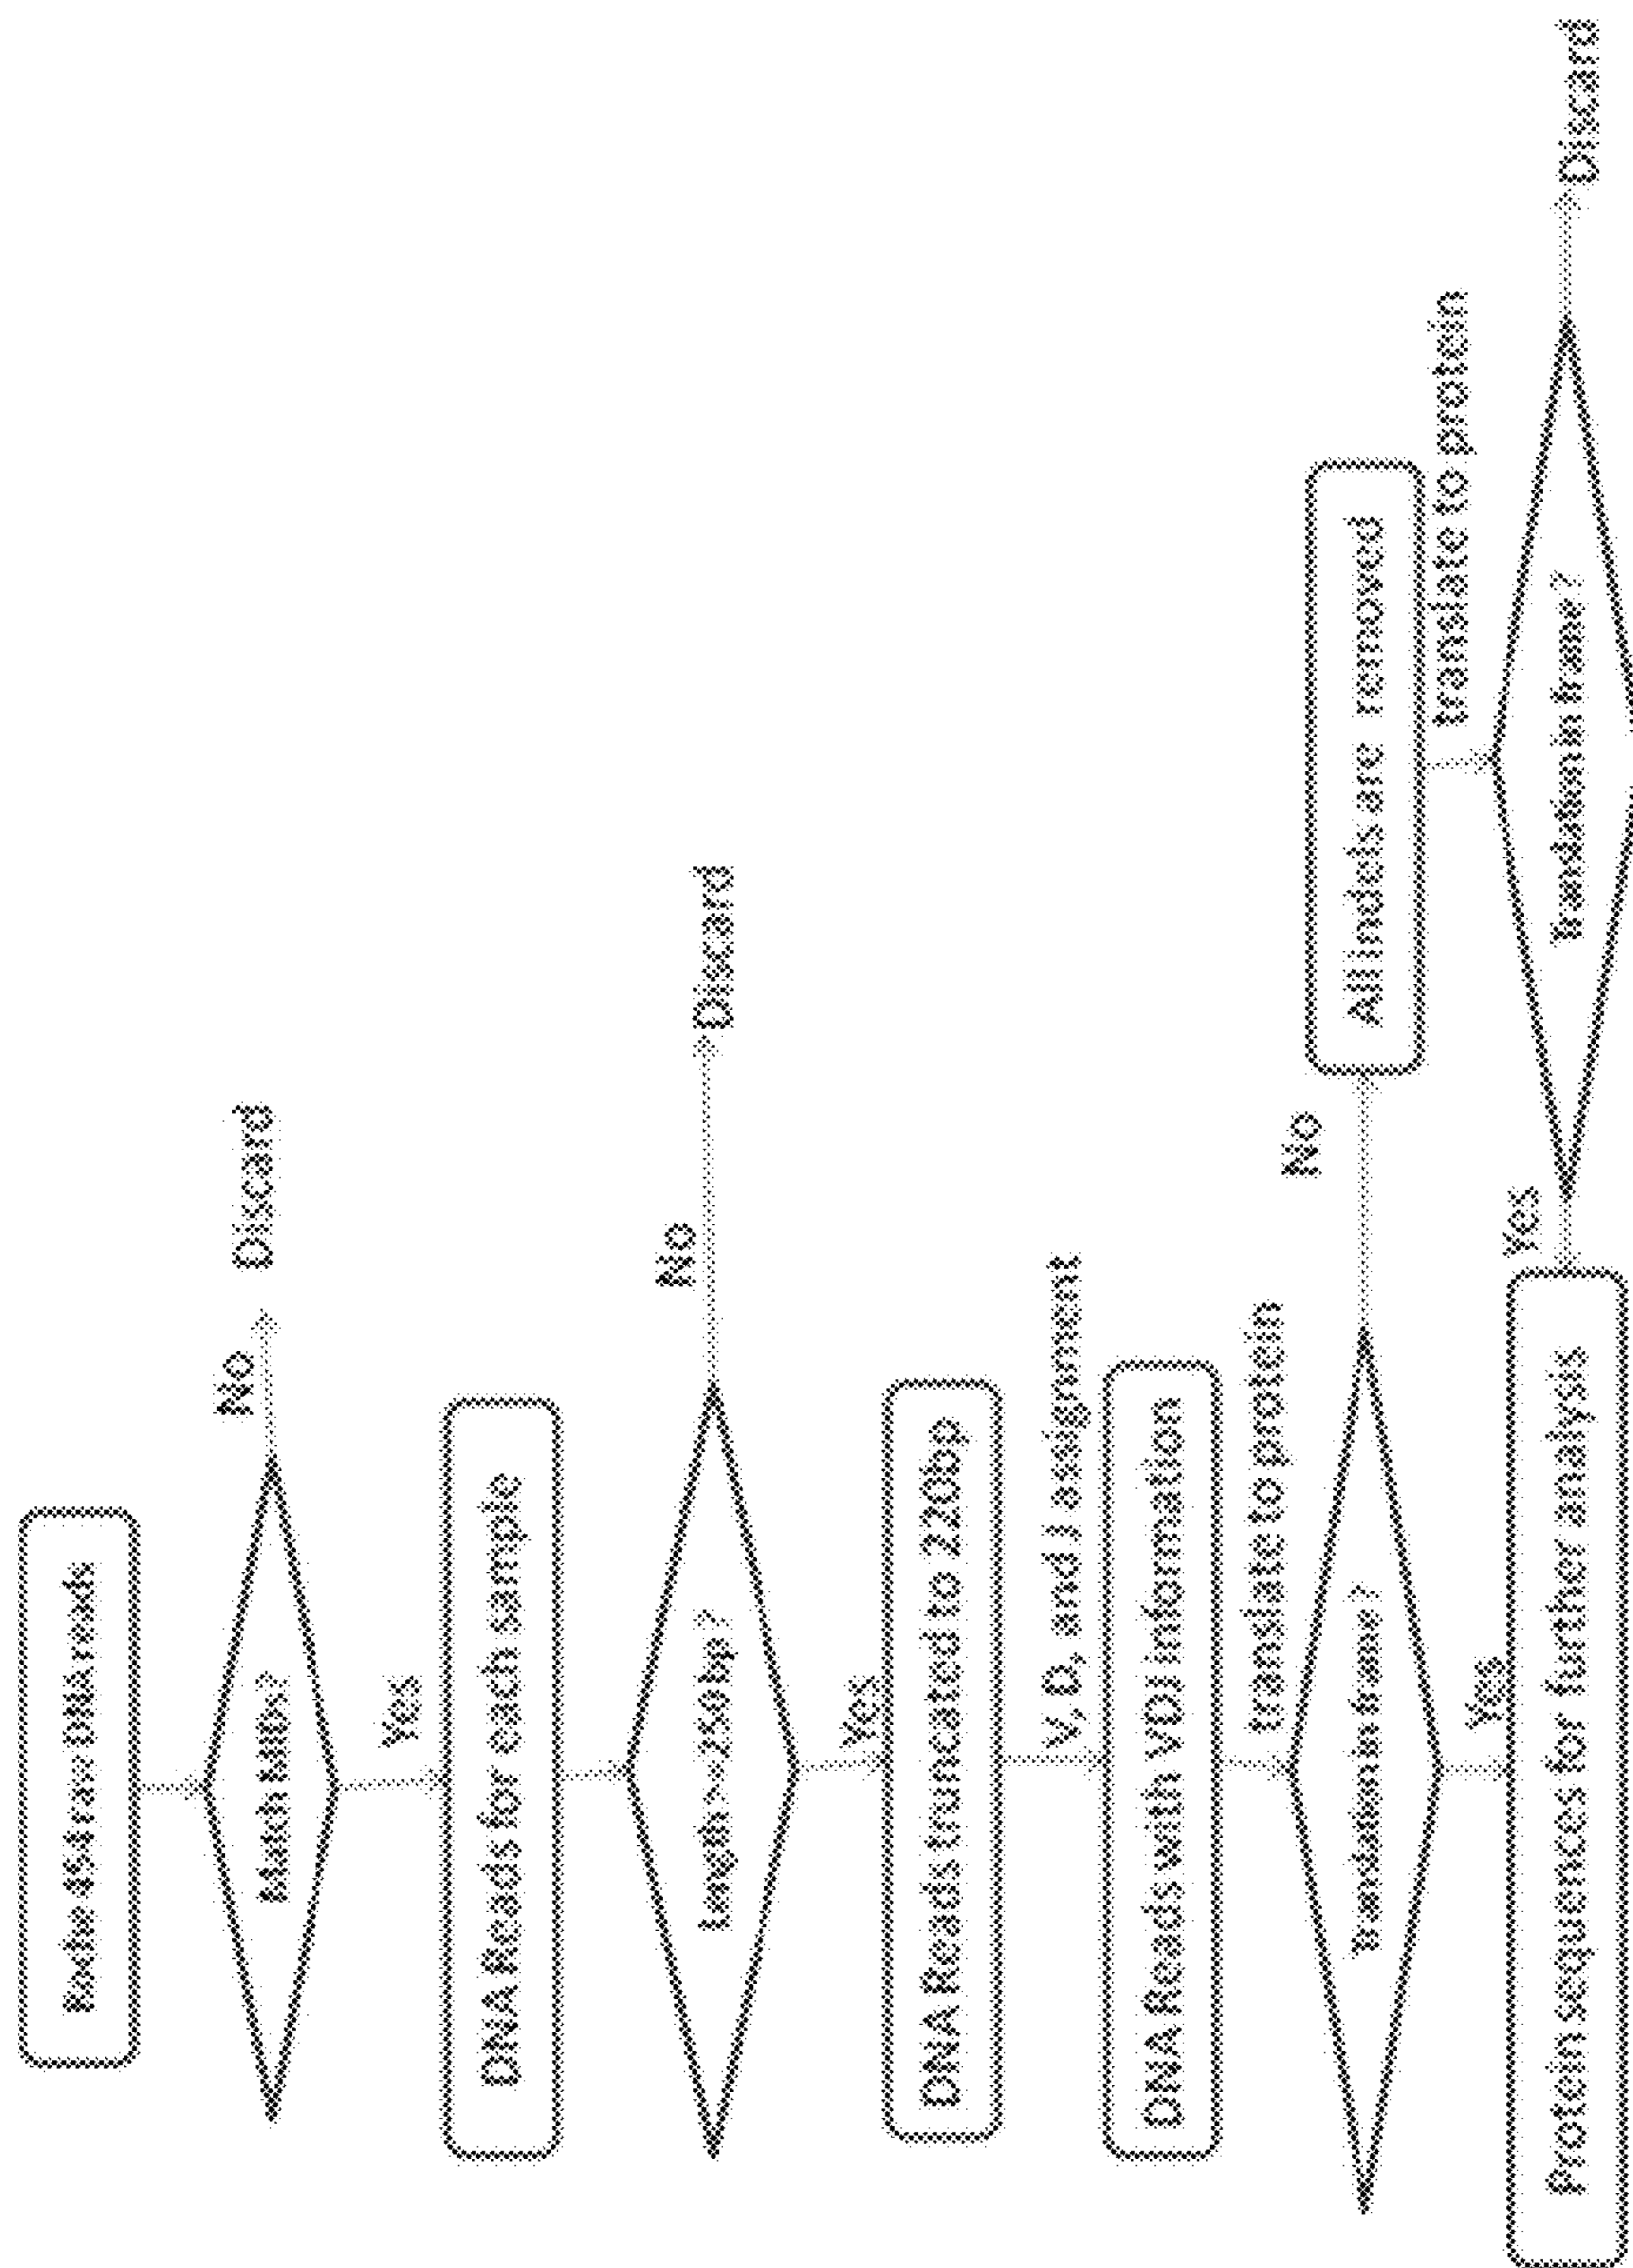 Roche 454 raw DNA reads
Match MIDs?
No
Discard
Yes
DNA Reads for each sample
Length >=250bp?
No
Discard
Yes
DNA Reads truncated to 220bp
V, D, and J assignment
DNA Reads with VDJ information
translate to protein
Translation in frame?
No
All indels are removed
translate to protein
Yes
Protein sequences for further analysis
Yes
Translation in frame?
Discard